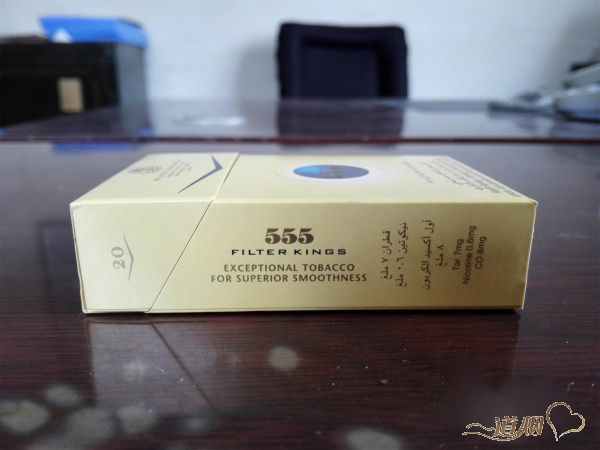 20
555
FILTER KINGS
EXCEPTIONAL TOBACCO
FOR SUPERIOR SMOOTHNESS
قطران ٧ ملغ
نيكوتين ٠,٦ ملغ
أول أكسيد الكربون
٨ ملغ
Tar 7mg
Nicotine 0.6mg
CO 8mg